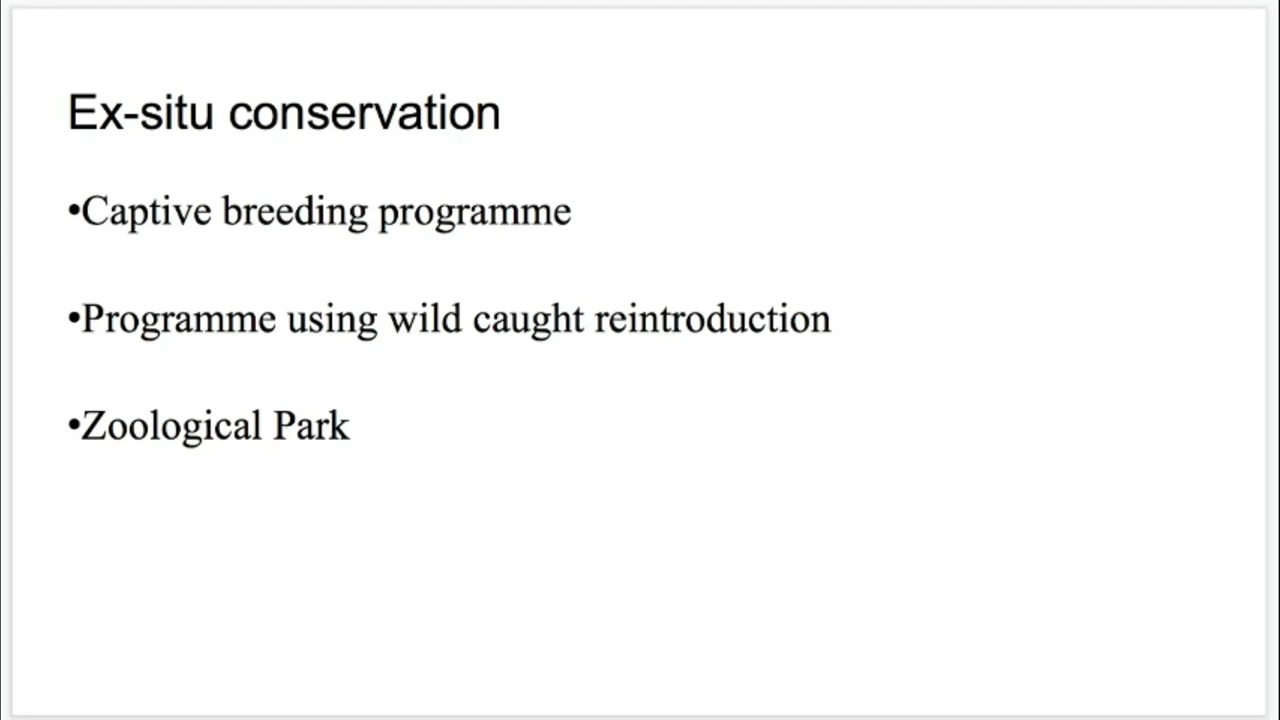 Ex-situ conservation
•Captive breeding programme
•Programme using wild caught reintroduction
•Zoological Park